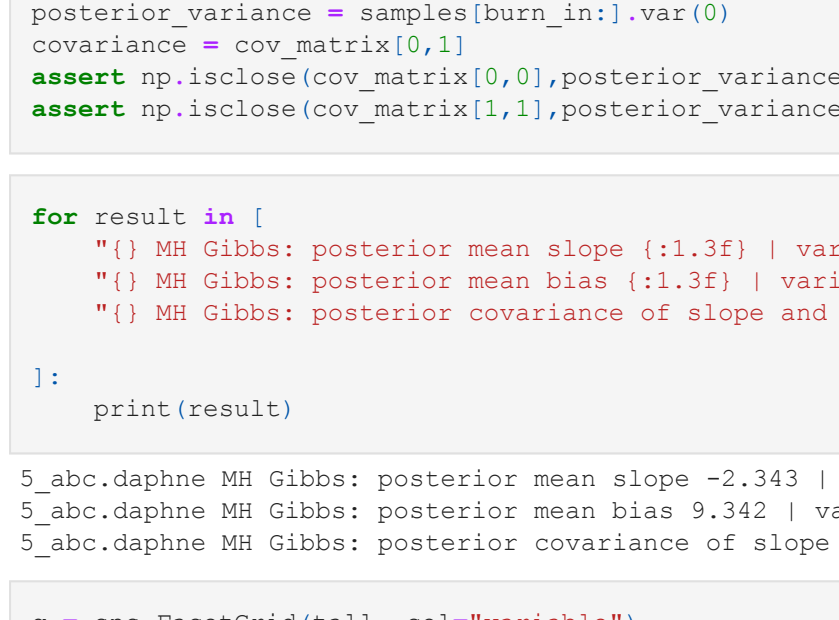 posterior_variance = samples[burn_in:].var(0)
covariance = cov_matrix[0,1]
assert np.isclose(cov_matrix[0,0],posterior_variance
assert np.isclose(cov_matrix[1,1],posterior_variance
for result in [
"{} MH Gibbs: posterior mean slope {:1.3f} | var
"{} MH Gibbs: posterior mean bias {:1.3f} | vari
"{} MH Gibbs: posterior covariance of slope and
]:
print(result)
5_abc.daphne MH Gibbs: posterior mean slope -2.343 |
5_abc.daphne MH Gibbs: posterior mean bias 9.342 | va
5_abc.daphne MH Gibbs: posterior covariance of slope